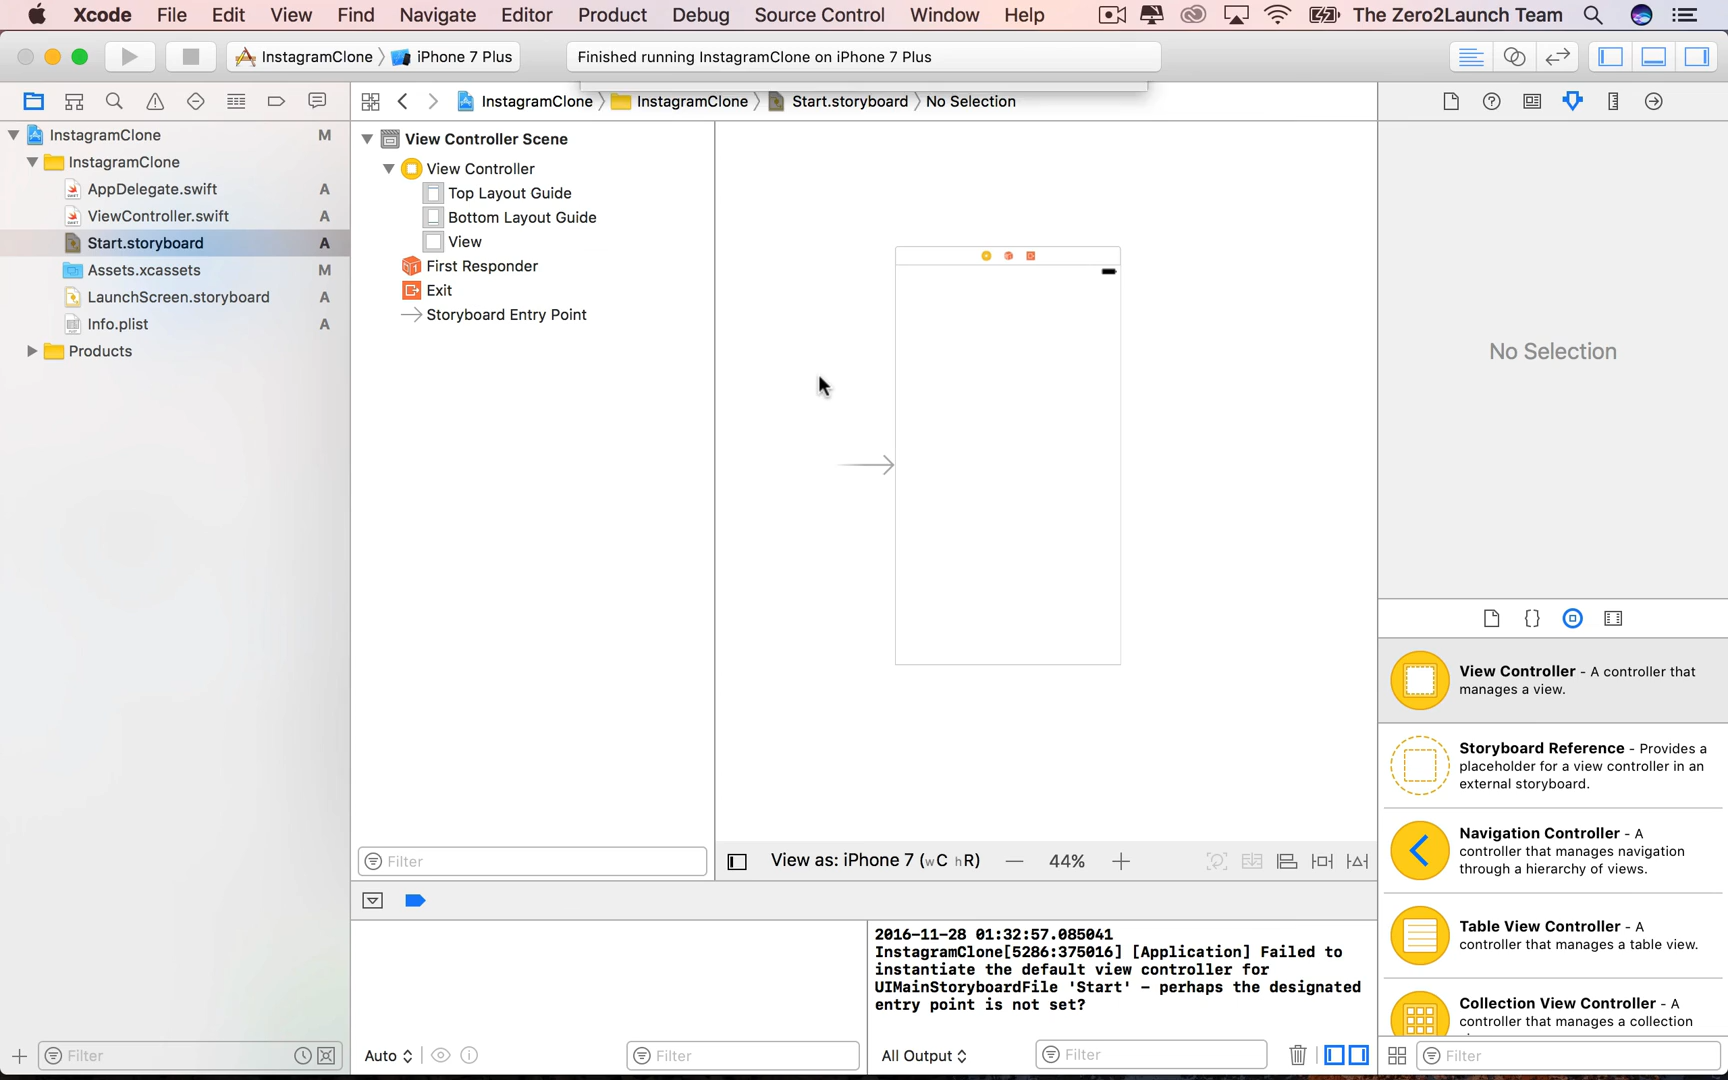 Xcode File Edit View Find Navigate Editor Product Debug Source Control Window Help The Zero2Launch Team
InstagramClone iPhone 7 Plus Finished running InstagramClone on iPhone 7 Plus
InstagramClone InstagramClone Start.storyboard No Selection
InstagramClone M
InstagramClone
AppDelegate.swift A
ViewController.swift A
Start.storyboard A
Assets.xcassets M
LaunchScreen.storyboard A
Info.plist A
Products
View Controller Scene
View Controller
Top Layout Guide
Bottom Layout Guide
View
First Responder
Exit
Storyboard Entry Point
No Selection
View Controller - A controller that
manages a view.
Storyboard Reference - Provides a
placeholder for a view controller in an
external storyboard.
Navigation Controller - A
controller that manages navigation
through a hierarchy of views.
Table View Controller - A
controller that manages a table view.
Collection View Controller - A
controller that manages a collection
Filter
View as: iPhone 7 (wC hR) 44%
2016-11-28 01:32:57.085041
InstagramClone[5286:375016] [Application] Failed to
instantiate the default view controller for
UIMainStoryboardFile 'Start' - perhaps the designated
entry point is not set?
Filter
Auto
Filter
All Output
Filter
Filter